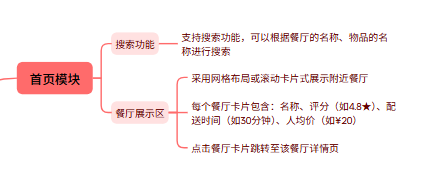 首页模块
搜索功能
支持搜索功能，可以根据餐厅的名称、物品的名
称进行搜索
餐厅展示区
采用网格布局或滚动卡片式展示附近餐厅
每个餐厅卡片包含：名称、评分（如4.8★）、配
送时间（如30分钟）、人均价（如¥20）
点击餐厅卡片跳转至该餐厅详情页